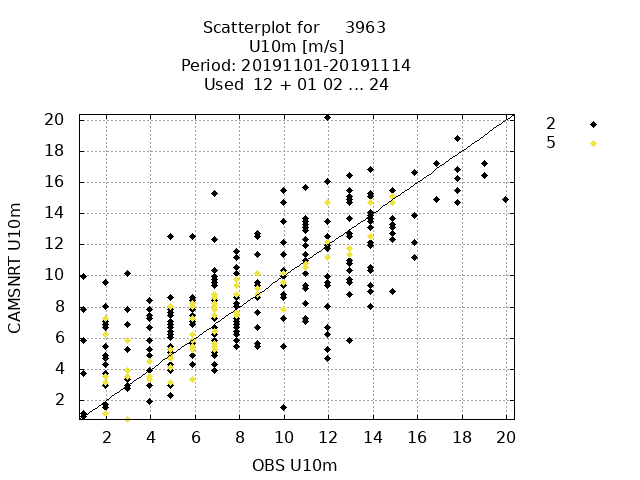 Scatterplot for 3963
U10m [m/s]
Period: 20191101-20191114
Used 12 + 01 02 ... 24
20
18
16
14
12
10
8
6
4
2
CAMSNRT U10m
2 4 6 8 10 12 14 16 18 20
OBS U10m
2
5